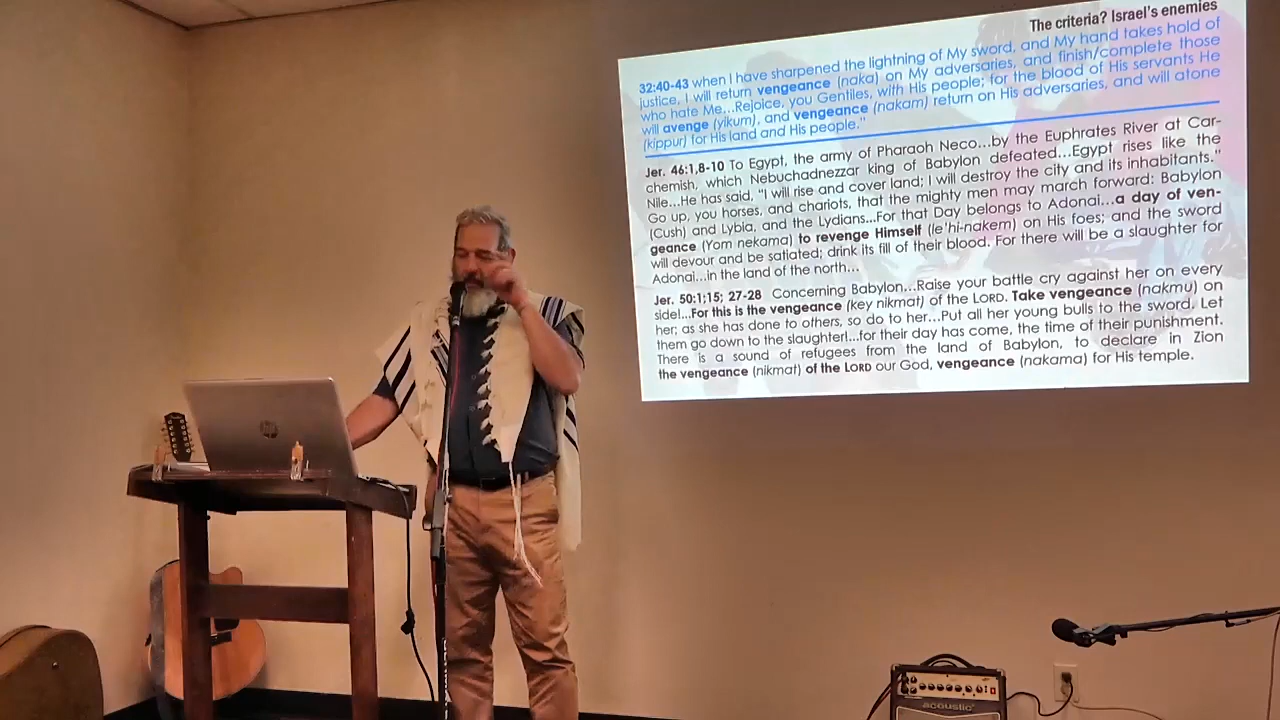 The criteria? Israel's enemies
32:40-43 when I have sharpened the lightning of My sword, and My hand takes hold of
justice, I will return vengeance (naka) on My adversaries, and finish/complete those
who hate Me...Rejoice, you Gentiles, with His people; for the blood of His servants He
will avenge (yikum), and vengeance (nakam) return on His adversaries, and will atone
(kippur) for His land and His people."
Jer. 46:1,8-10 To Egypt, the army of Pharaoh Neco...by the Euphrates River at Car-
chemish, which Nebuchadnezzar king of Babylon defeated...Egypt rises like the
Nile...He has said, "I will rise and cover land; I will destroy the city and its inhabitants."
Go up, you horses, and chariots, that the mighty men may march forward: Babylon
(Cush) and Lybia, and the Lydians...For that Day belongs to Adonai...a day of ven-
geance (Yom nekama) to revenge Himself (le'hi-nakem) on His foes; and the sword
will devour and be satiated; drink its fill of their blood. For there will be a slaughter for
Adonai...in the land of the north...
Jer. 50:1;15; 27-28 Concerning Babylon...Raise your battle cry against her on every
side!...For this is the vengeance (key nikmat) of the LORD. Take vengeance (nakmu) on
her; as she has done to others, so do to her...Put all her young bulls to the sword. Let
them go down to the slaughter!...for their day has come, the time of their punishment.
There is a sound of refugees from the land of Babylon, to declare in Zion
the vengeance (nikmat) of the LORD our God, vengeance (nakama) for His temple.
hp
acoustic